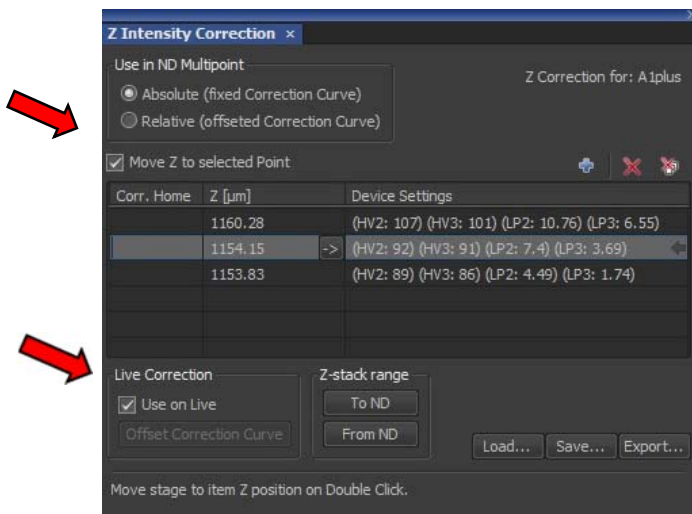 Z Intensity Correction ×
Use in ND Multipoint
Z Correction for: A1plus
Absolute (fixed Correction Curve)
Relative (offseted Correction Curve)
Move Z to selected Point
Corr. Home Z [µm] Device Settings
1160.28 (HV2: 107) (HV3: 101) (LP2: 10.76) (LP3: 6.55)
1154.15 -> (HV2: 92) (HV3: 91) (LP2: 7.4) (LP3: 3.69)
1153.83 (HV2: 89) (HV3: 86) (LP2: 4.49) (LP3: 1.74)
Live Correction Z-stack range
Use on Live To ND
Offset Correction Curve From ND Load... Save... Export...
Move stage to item Z position on Double Click.